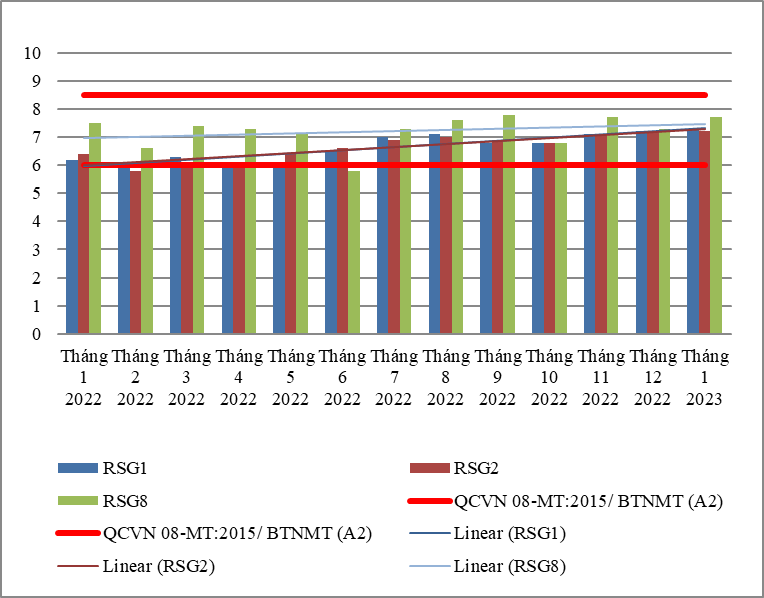 10
9
8
7
6
5
4
3
2
1
0
Tháng Tháng Tháng Tháng Tháng Tháng Tháng Tháng Tháng Tháng Tháng Tháng Tháng
1 2 3 4 5 6 7 8 9 10 11 12 1
2022 2022 2022 2022 2022 2022 2022 2022 2022 2022 2022 2022 2023
RSG1 RSG2
RSG8 QCVN 08-MT:2015/ BTNMT (A2)
QCVN 08-MT:2015/ BTNMT (A2) Linear (RSG1)
Linear (RSG2) Linear (RSG8)